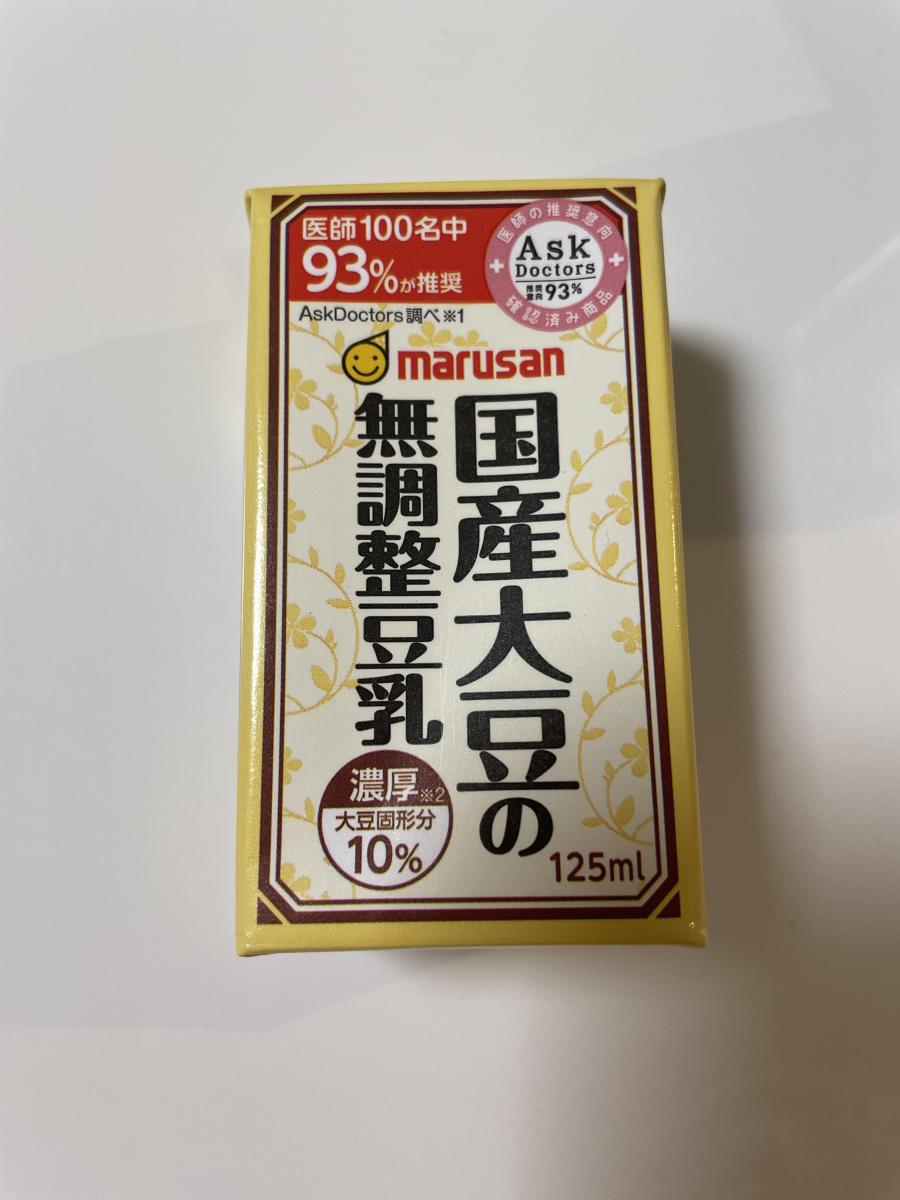 医師100名中
93%が推奨
AskDoctors調べ※1
医師の推奨意向
Ask
Doctors
推奨意向93%
確認済み商品
marusan
国産大豆の
無調整豆乳
濃厚※2
大豆固形分
10%
125ml